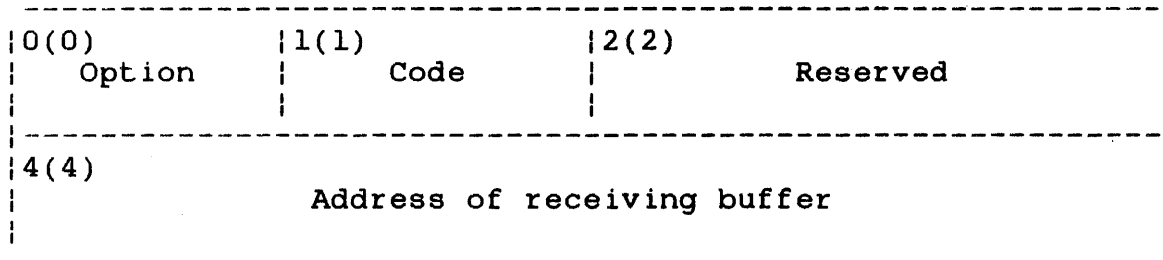 0(0) 1(1) 2(2)
Option Code Reserved
4(4)
Address of receiving buffer